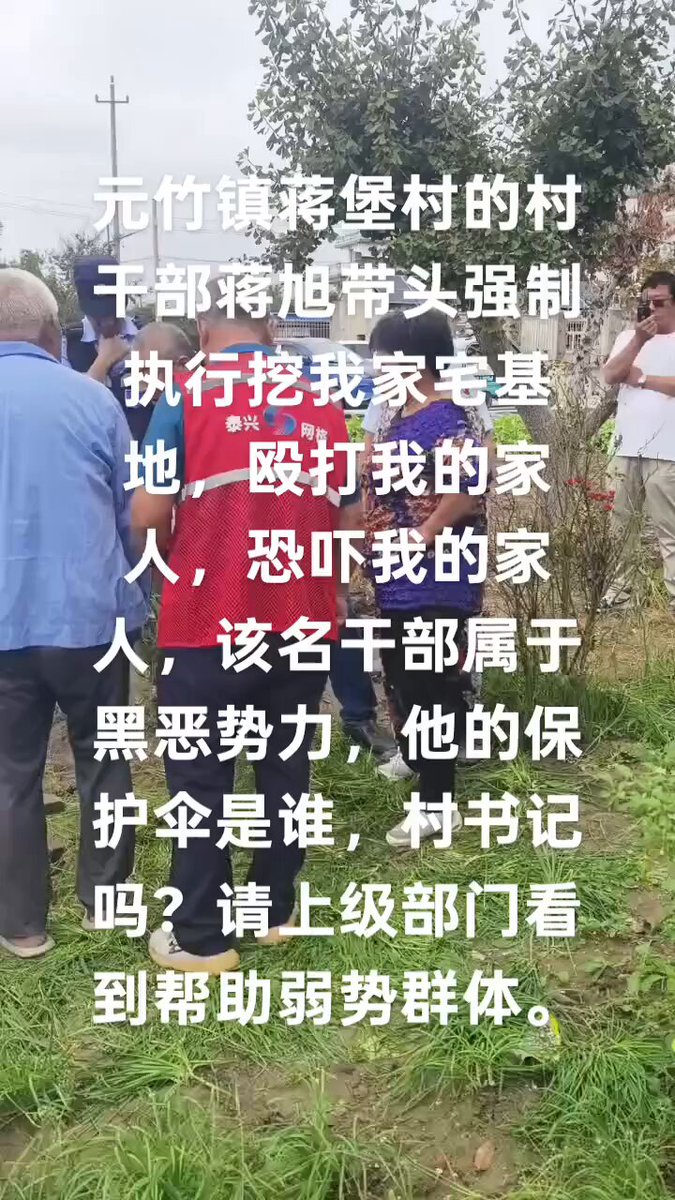 元竹镇蒋堡村的村
干部蒋旭带头强制
执行挖我家宅基
地，殴打我的家
人，恐吓我的家
人，该名干部属于
黑恶势力，他的保
护伞是谁，村书记
吗？请上级部门看
到帮助弱势群体。
泰兴 网格